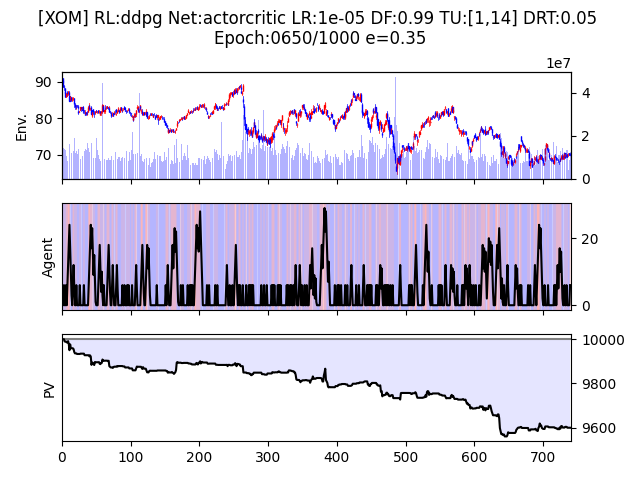 [XOM] RL:ddpg Net:actorcritic LR:1e-05 DF:0.99 TU:[1,14] DRT:0.05
Epoch:0650/1000 e=0.35
1e7
90
80
70
Env.
4
2
0
Agent
20
0
PV
10000
9800
9600
0 100 200 300 400 500 600 700